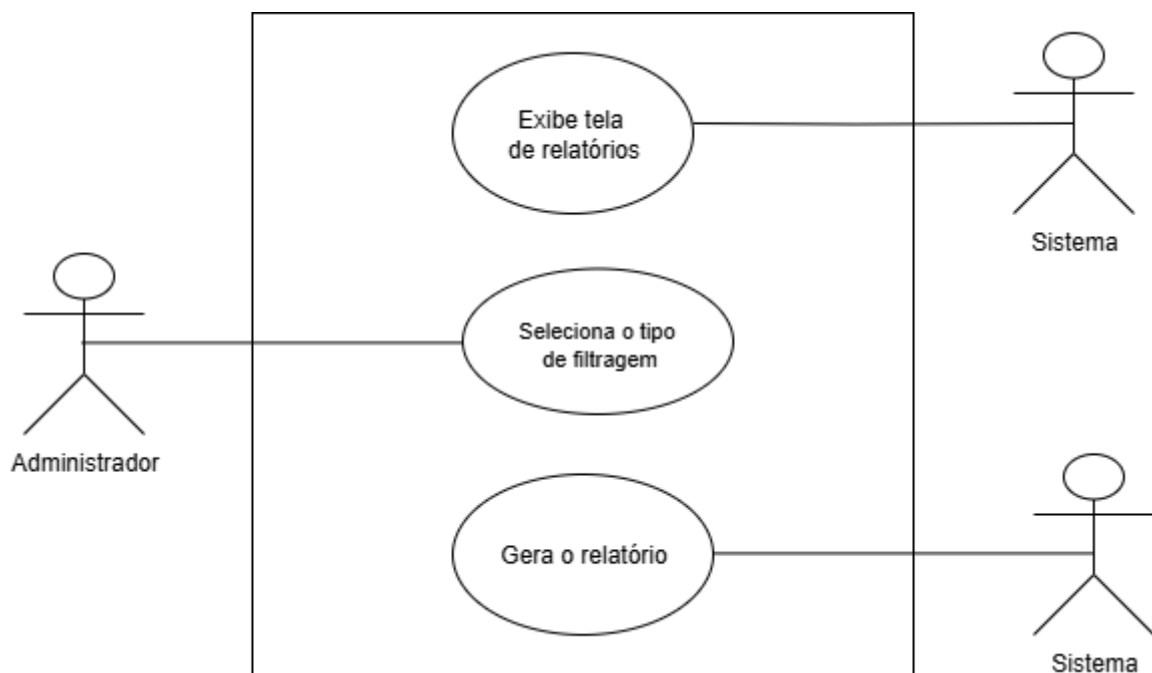 Exibe tela
de relatórios
Sistema
Seleciona o tipo
de filtragem
Administrador
Gera o relatório
Sistema